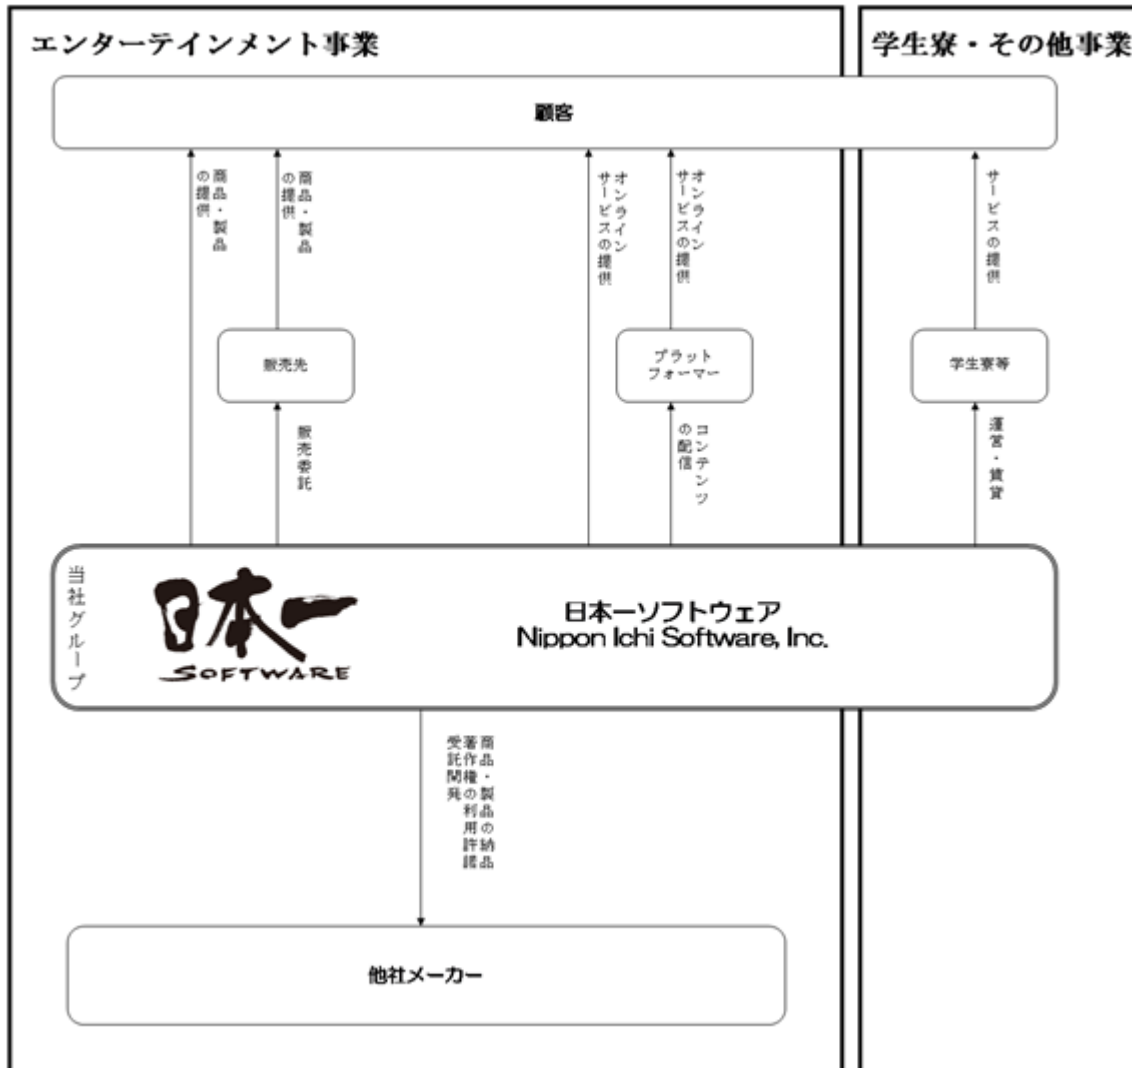 エンターテインメント事業
学生寮・その他事業
顧客
商品・製品
の提供
商品・製品
の提供
オンライン
サービスの提供
オンライン
サービスの提供
サービスの提供
販売先
プラット
フォーマー
学生寮等
販売委託
コンテンツ
の配信
運営・賃貸
当社グループ
日本一
SOFTWARE
日本一ソフトウェア
Nippon Ichi Software, Inc.
商品・製品の納品
著作権の利用許諾
受託開発
他社メーカー